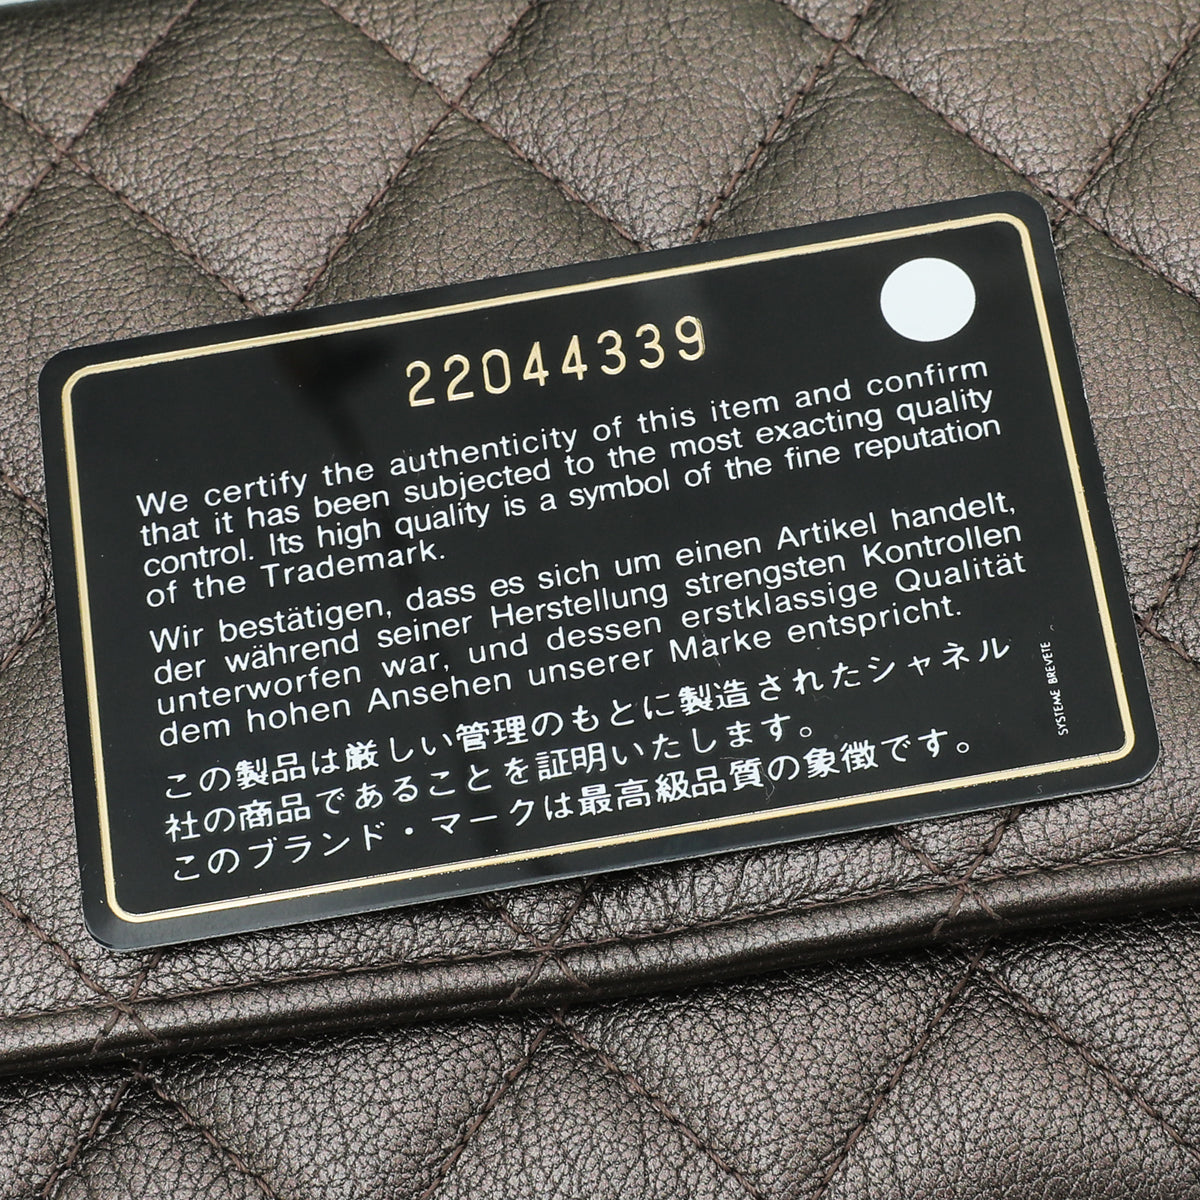 22044339
We certify the authenticity of this item and confirm
that it has been subjected to the most exacting quality
control. Its high quality is a symbol of the fine reputation
of the Trademark.
Wir bestätigen, dass es sich um einen Artikel handelt,
der während seiner Herstellung strengsten Kontrollen
unterworfen war, und dessen erstklassige Qualität
dem hohen Ansehen unserer Marke entspricht.
この製品は厳しい管理のもとに製造されたシャネル
社の商品であることを証明いたします。
このブランド・マークは最高級品質の象徴です。
SYSTEME BREVETE